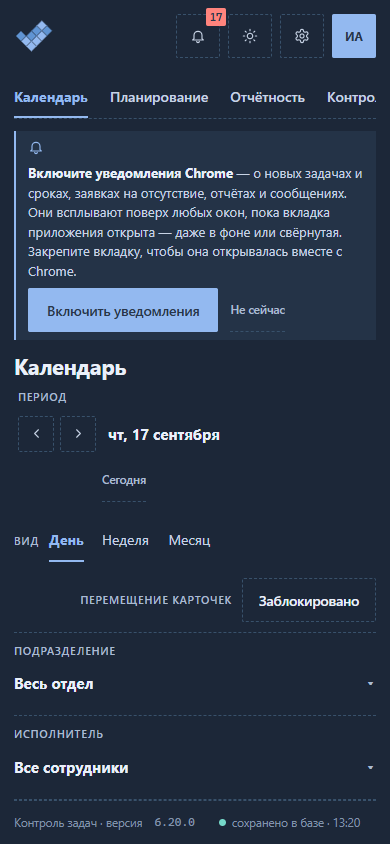 17
ИА
Календарь Планирование Отчётность Контро
Включите уведомления Chrome — о новых задачах и
сроках, заявках на отсутствие, отчётах и сообщениях.
Они всплывают поверх любых окон, пока вкладка
приложения открыта — даже в фоне или свёрнутая.
Закрепите вкладку, чтобы она открывалась вместе с
Chrome.
Включить уведомления Не сейчас
Календарь
ПЕРИОД
чт, 17 сентября
Сегодня
ВИД День Неделя Месяц
ПЕРЕМЕЩЕНИЕ КАРТОЧЕК Заблокировано
ПОДРАЗДЕЛЕНИЕ
Весь отдел
ИСПОЛНИТЕЛЬ
Все сотрудники
Контроль задач · версия 6.20.0 сохранено в базе · 13:20